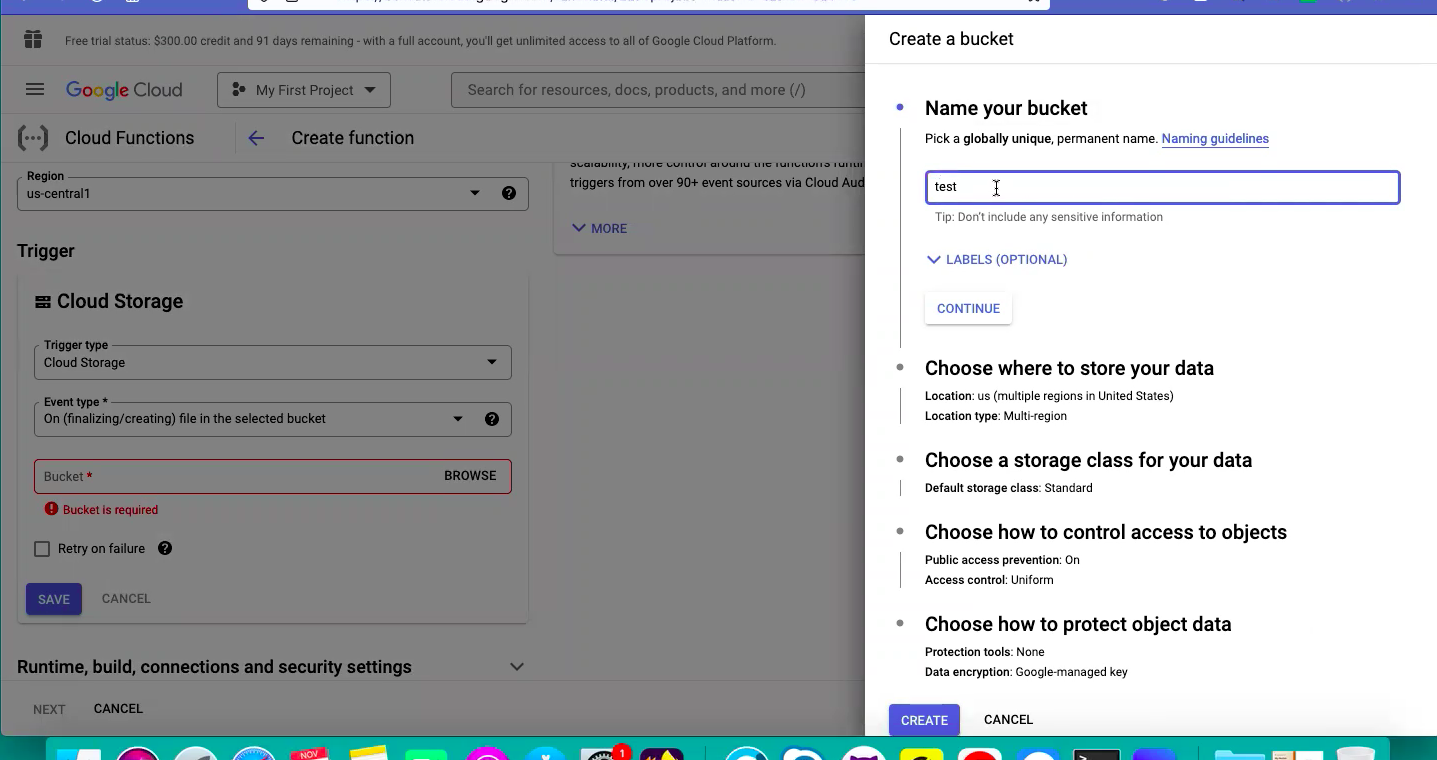 Free trial status: $300.00 credit and 91 days remaining - with a full account, you'll get unlimited access to all of Google Cloud Platform.
Google Cloud
My First Project
Search for resources, docs, products, and more (/)
Cloud Functions
Create function
Region
us-central1
scalability, more control around the function's
triggers from over 90+ event sources via Cloud
MORE
Trigger
Cloud Storage
Trigger type
Cloud Storage
Event type *
On (finalizing/creating) file in the selected bucket
Bucket *
BROWSE
Bucket is required
Retry on failure
SAVE
CANCEL
Runtime, build, connections and security settings
NEXT
CANCEL
Create a bucket
Name your bucket
Pick a globally unique, permanent name. Naming guidelines
test
Tip: Don't include any sensitive information
LABELS (OPTIONAL)
CONTINUE
Choose where to store your data
Location: us (multiple regions in United States)
Location type: Multi-region
Choose a storage class for your data
Default storage class: Standard
Choose how to control access to objects
Public access prevention: On
Access control: Uniform
Choose how to protect object data
Protection tools: None
Data encryption: Google-managed key
CREATE
CANCEL
NOV
1